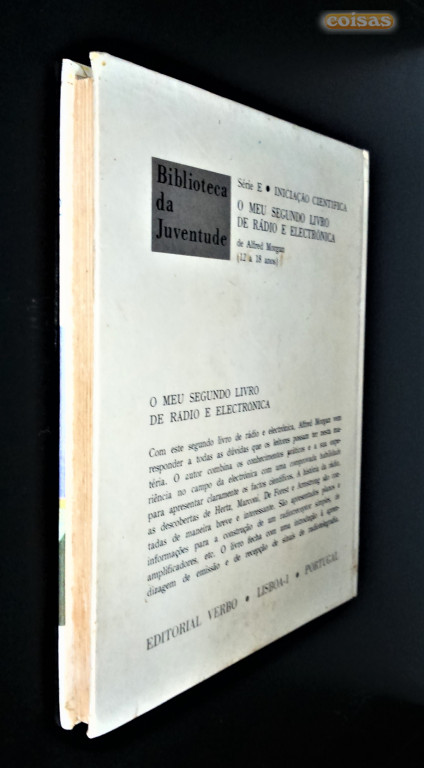 coisas
Biblioteca
da
Juventude
Série E • INICIAÇÃO CIENTÍFICA
O MEU SEGUNDO LIVRO
DE RÁDIO E ELECTRÓNICA
de Alfred Morgan
(12 a 18 anos)
O MEU SEGUNDO LIVRO
DE RÁDIO E ELECTRÓNICA
Com este segundo livro de rádio e electrónica, Alfred Morgan vem
responder a todas as dúvidas que os leitores possam ter nesta ma-
téria. O autor combina os conhecimentos práticos e a sua expe-
riência no campo da electrónica com uma comprovada habilidade
para apresentar claramente os factos científicos. A história da rádio,
as descobertas de Hertz, Marconi, De Forest e Armstrong são tra-
tadas de maneira breve e interessante. São apresentados planos e
informações para a construção de um radiorreceptor simples, de
amplificadores, etc. O livro fecha com uma introdução à apren-
dizagem de emissão e de recepção de sinais de radiotelegrafia.
EDITORIAL VERBO • LISBOA-1 • PORTUGAL